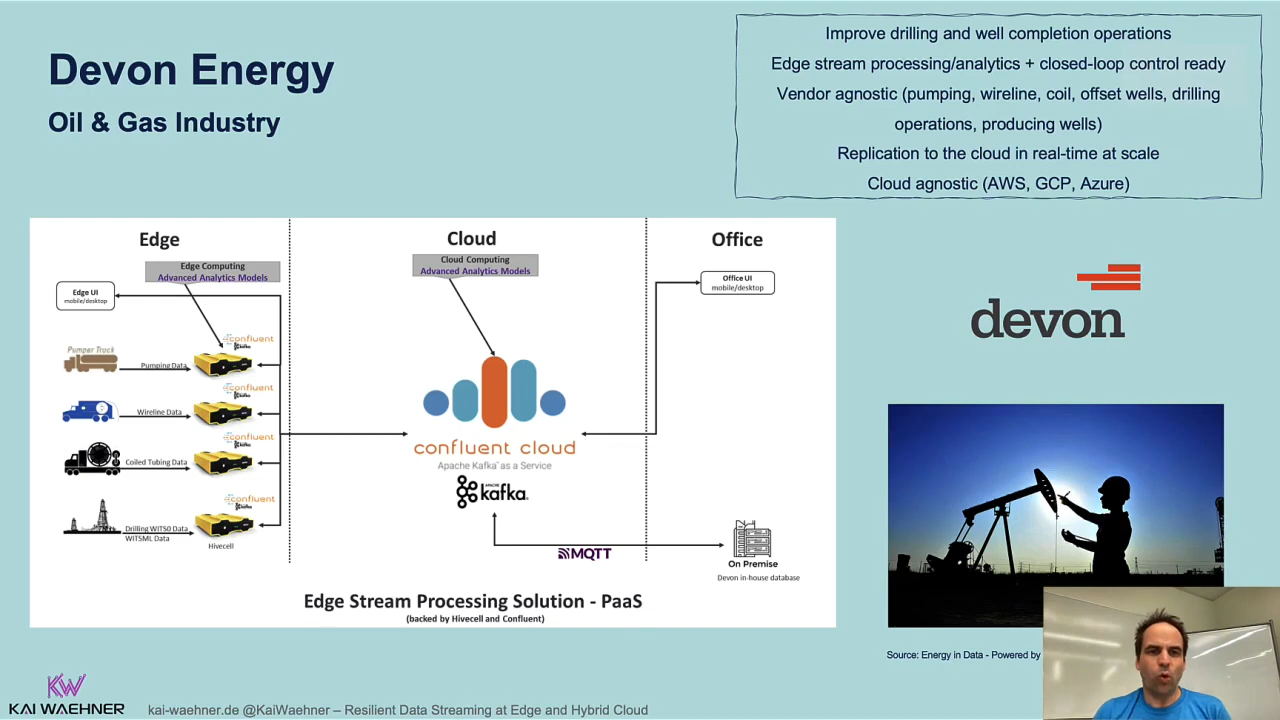 Devon Energy
Oil & Gas Industry
Improve drilling and well completion operations
Edge stream processing/analytics + closed-loop control ready
Vendor agnostic (pumping, wireline, coil, offset wells, drilling
operations, producing wells)
Replication to the cloud in real-time at scale
Cloud agnostic (AWS, GCP, Azure)
Edge
Cloud
Office
Edge Computing
Advanced Analytics Models
Cloud Computing
Advanced Analytics Models
Edge UI
mobile/desktop
Office UI
mobile/desktop
Pumper Truck
Pumping Data
confluent
kafka
Wireline Data
confluent
kafka
Coiled Tubing Data
confluent
kafka
Drilling WITS0 Data
WITSML Data
confluent
kafka
Hivecell
confluent cloud
Apache Kafka™ as a Service
APACHE
kafka
MQTT
On Premise
Devon in-house database
Edge Stream Processing Solution - PaaS
(backed by Hivecell and Confluent)
devon
Source: Energy in Data - Powered by
KW
KAI WAEHNER
kai-waehner.de @KaiWaehner – Resilient Data Streaming at Edge and Hybrid Cloud